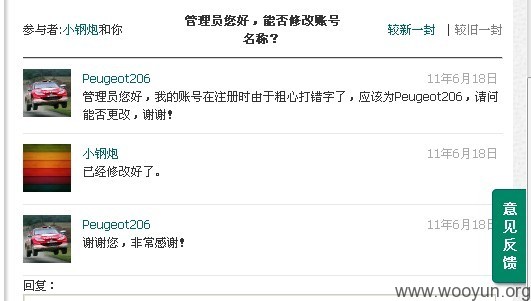 参与者:小钢炮和你
管理员您好，能否修改账号
名称？
较新一封 | 较旧一封
Peugeot206
11年6月18日
管理员您好，我的账号在注册时由于粗心打错字了，应该为Peugeot206，请问
能否更改，谢谢！
小钢炮
11年6月18日
已经修改好了。
Peugeot206
11年6月18日
谢谢您，非常感谢！
回复：
意见反馈
www.wooyun.org